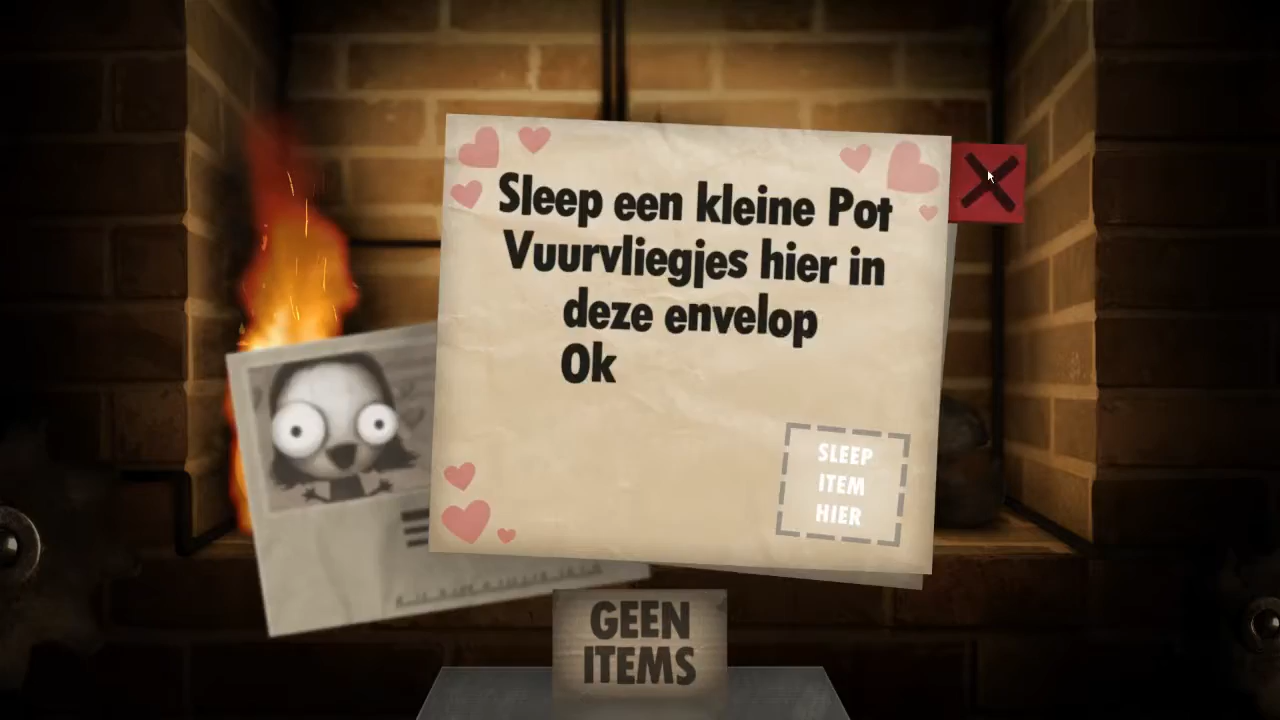 Sleep een kleine Pot
Vuurvliegjes hier in
deze envelop
Ok
SLEEP
ITEM
HIER
GEEN
ITEMS